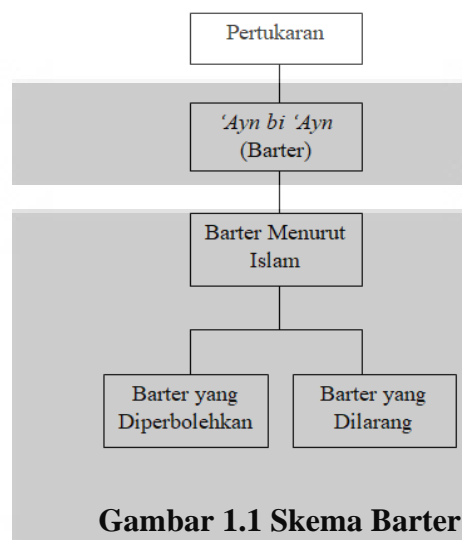 Pertukaran
‘Ayn bi ‘Ayn
(Barter)
Barter Menurut
Islam
Barter yang
Diperbolehkan
Barter yang
Dilarang
Gambar 1.1 Skema Barter